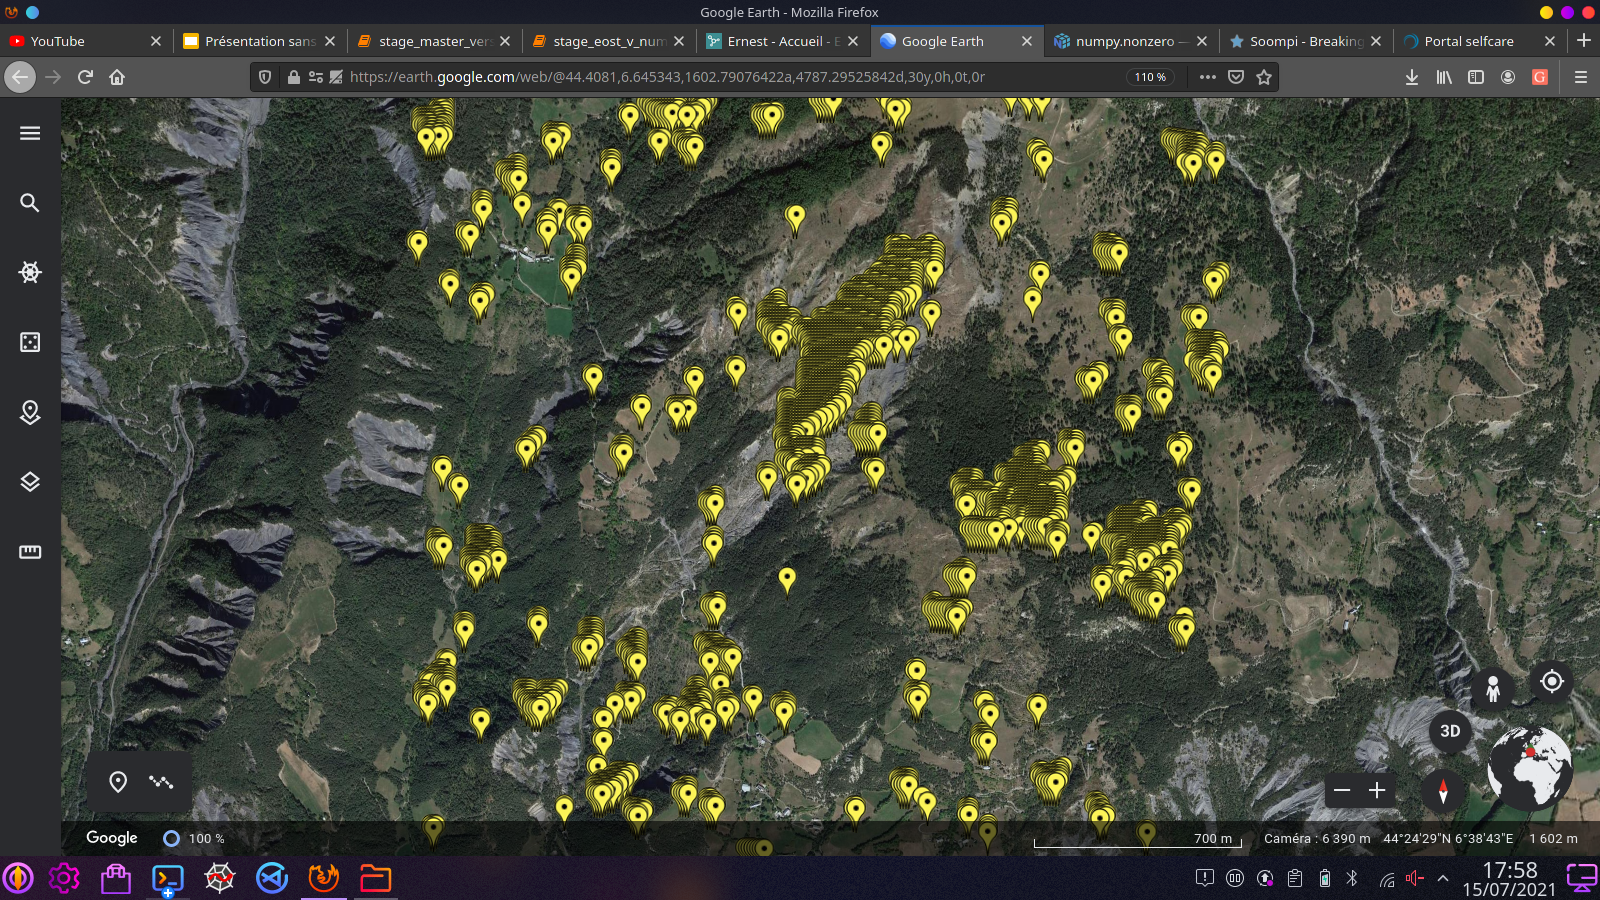 Google Earth - Mozilla Firefox
YouTube
Présentation sans
stage_master_vers
stage_eost_v_num
Ernest - Accueil - E
Google Earth
numpy.nonzero —
Soompi - Breaking
Portal selfcare
https://earth.google.com/web/@44.4081,6.645343,1602.79076422a,4787.29525842d,30y,0h,0t,0r
110 %
G
3D
Google
100 %
700 m
Caméra : 6 390 m
44°24'29"N 6°38'43"E
1 602 m
17:58
15/07/2021